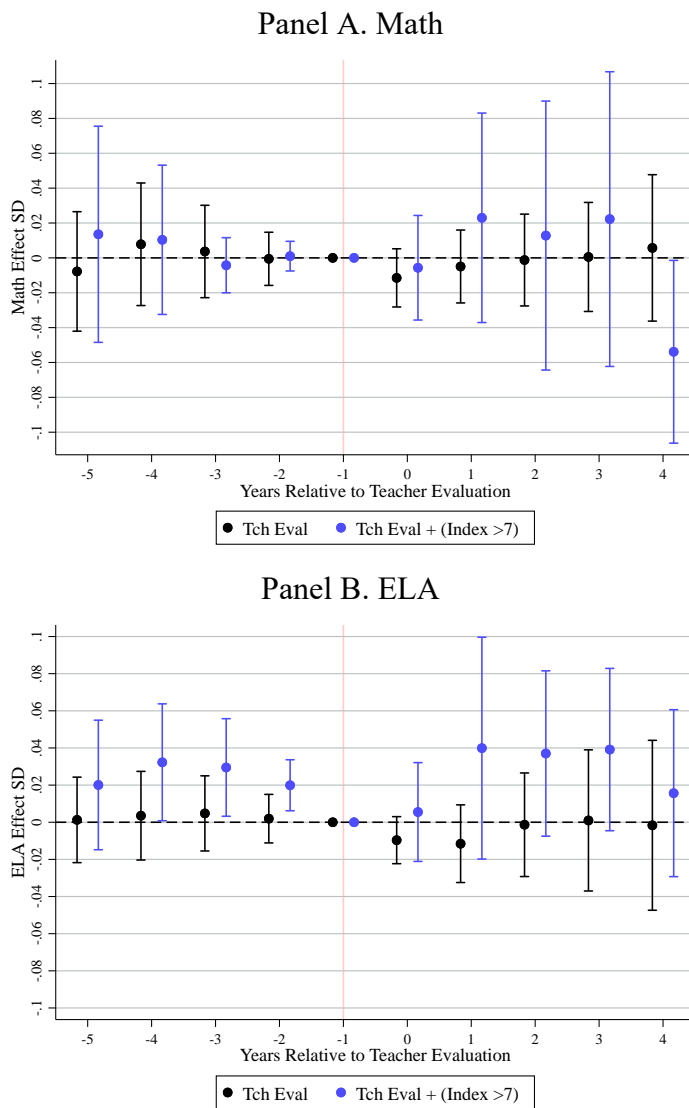 Panel A. Math
.1
.08
.06
.04
.02
0
-.02
-.04
-.06
-.08
-.1
Math Effect SD
-5 -4 -3 -2 -1 0 1 2 3 4
Years Relative to Teacher Evaluation
Tch Eval Tch Eval + (Index >7)
Panel B. ELA
.1
.08
.06
.04
.02
0
-.02
-.04
-.06
-.08
-.1
ELA Effect SD
-5 -4 -3 -2 -1 0 1 2 3 4
Years Relative to Teacher Evaluation
Tch Eval Tch Eval + (Index >7)